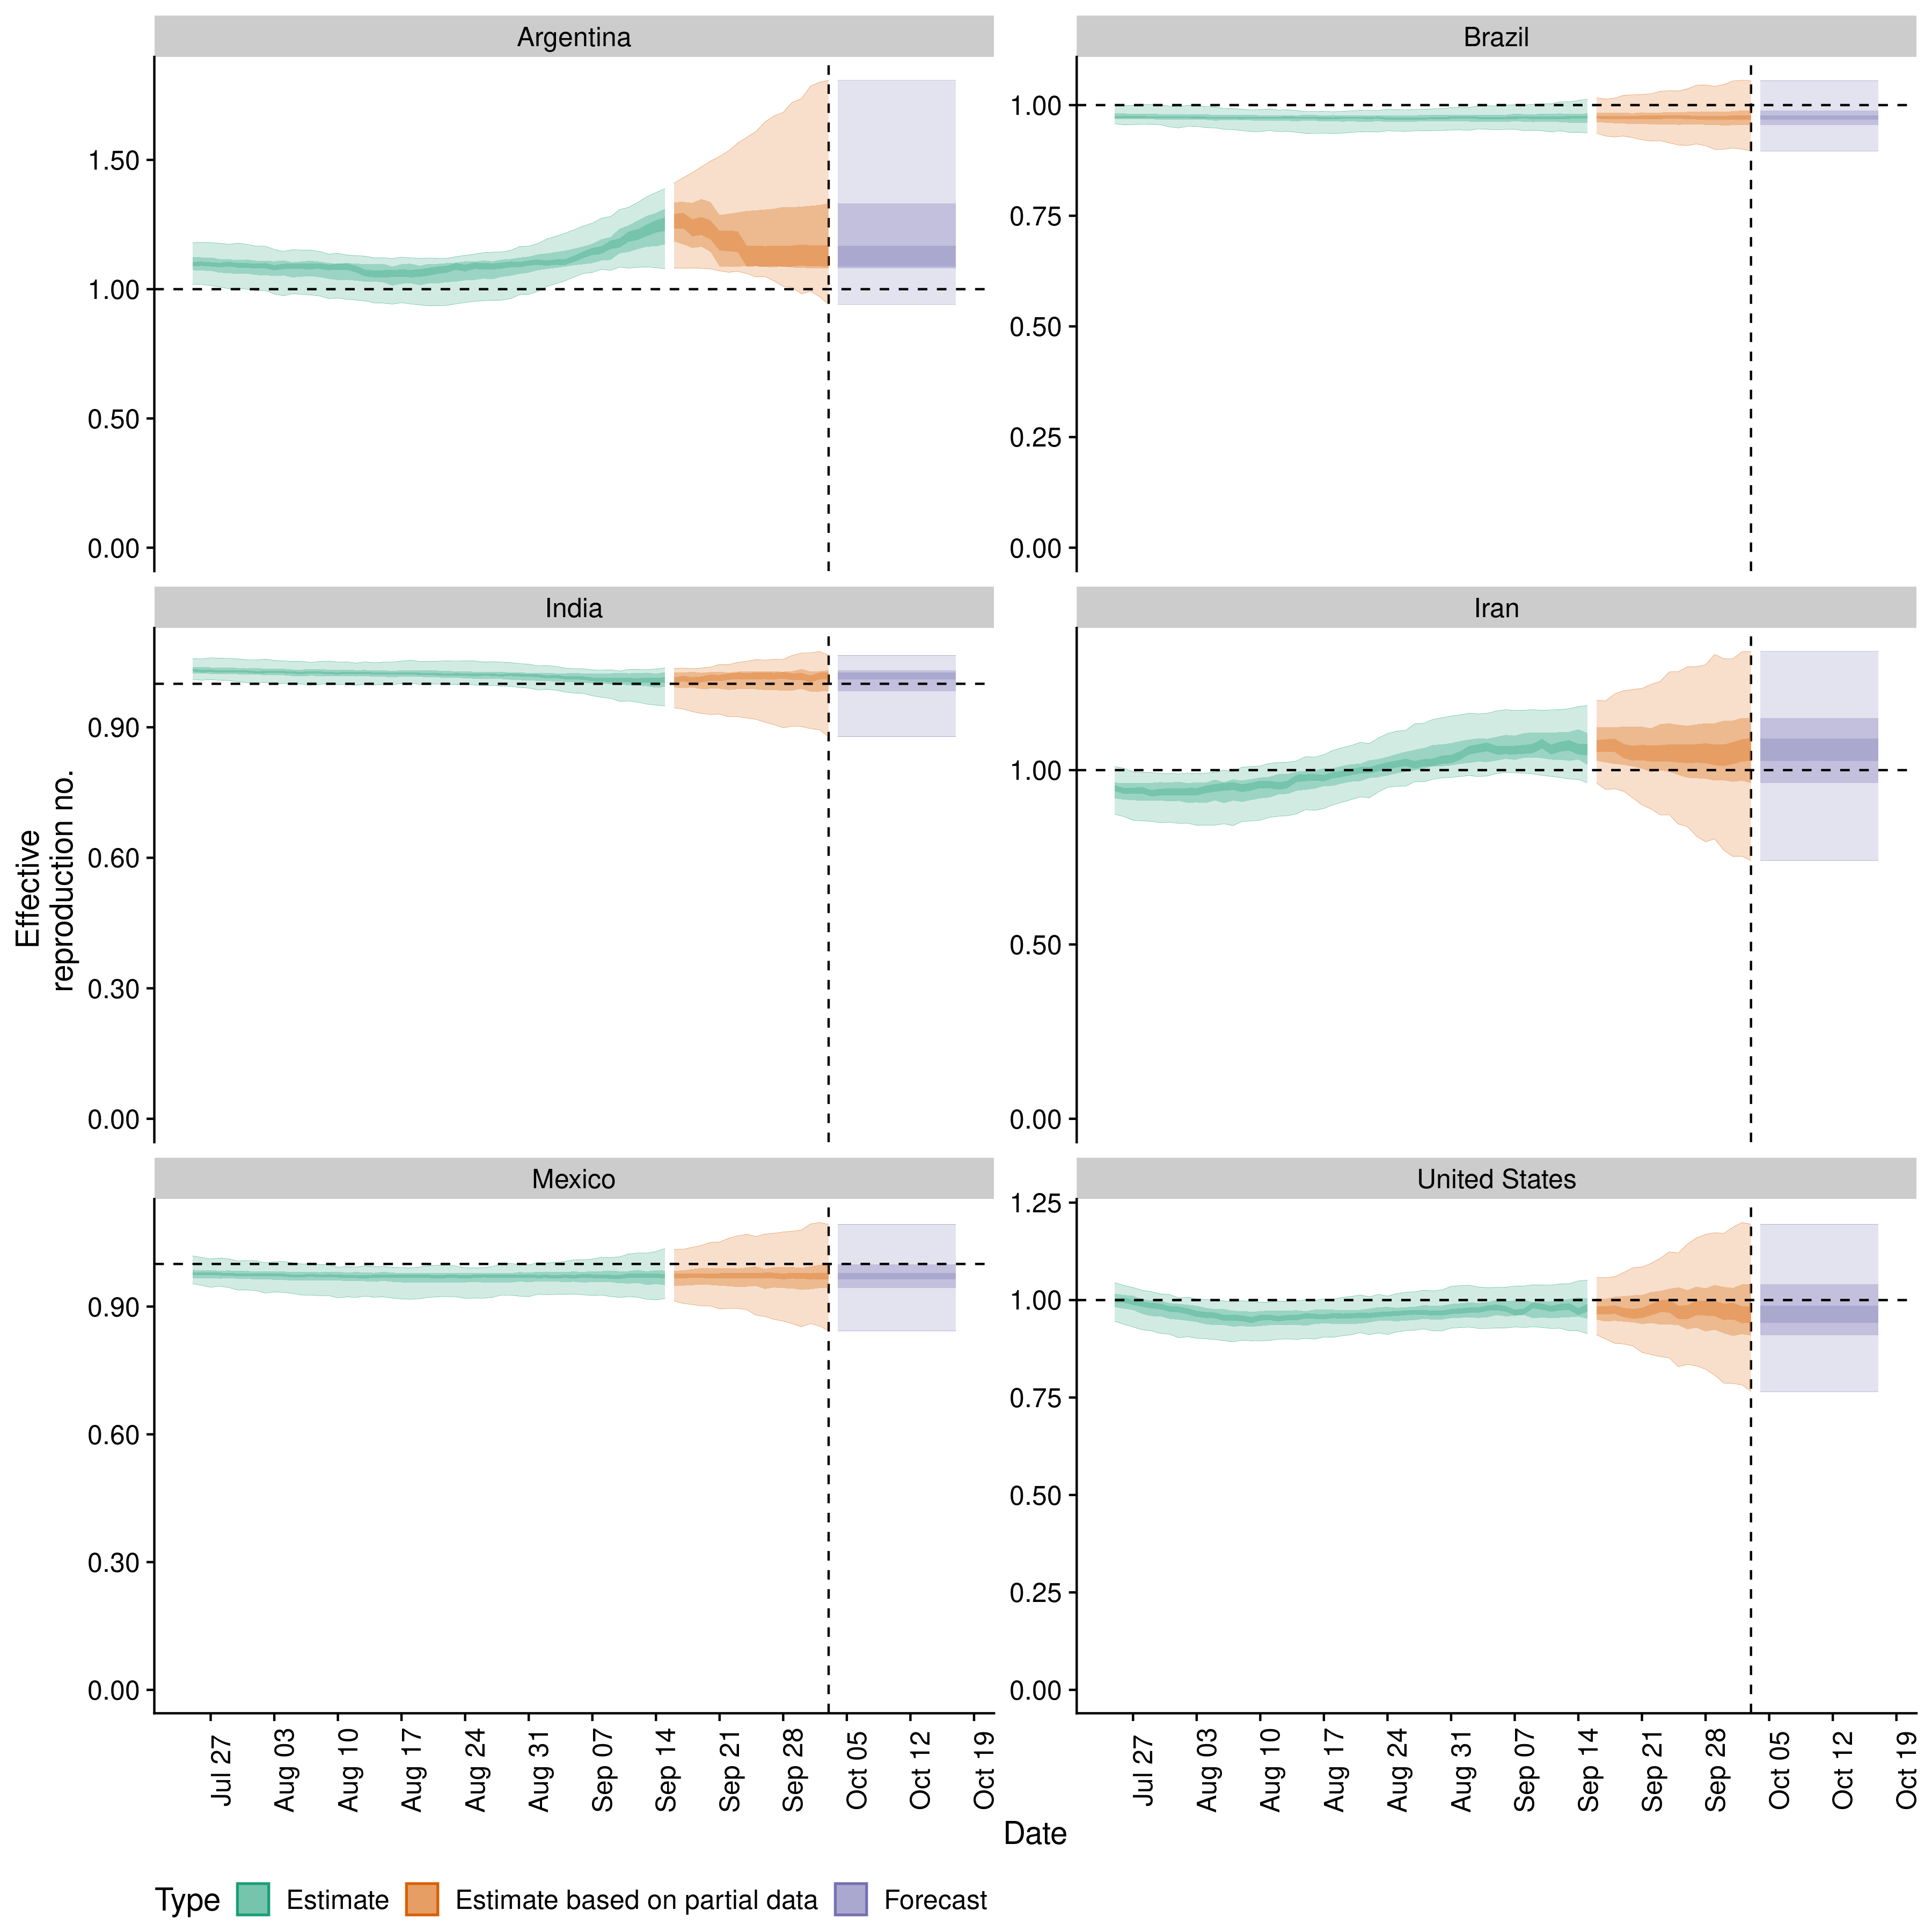 Argentina
Brazil
1.50
1.00
0.50
0.00
1.00
0.75
0.50
0.25
0.00
India
Iran
0.90
0.60
0.30
0.00
1.00
0.50
0.00
Mexico
United States
0.90
0.60
0.30
0.00
1.25
1.00
0.75
0.50
0.25
0.00
Effective
reproduction no.
Jul 27
Aug 03
Aug 10
Aug 17
Aug 24
Aug 31
Sep 07
Sep 14
Sep 21
Sep 28
Oct 05
Oct 12
Oct 19
Jul 27
Aug 03
Aug 10
Aug 17
Aug 24
Aug 31
Sep 07
Sep 14
Sep 21
Sep 28
Oct 05
Oct 12
Oct 19
Date
Type Estimate Estimate based on partial data Forecast